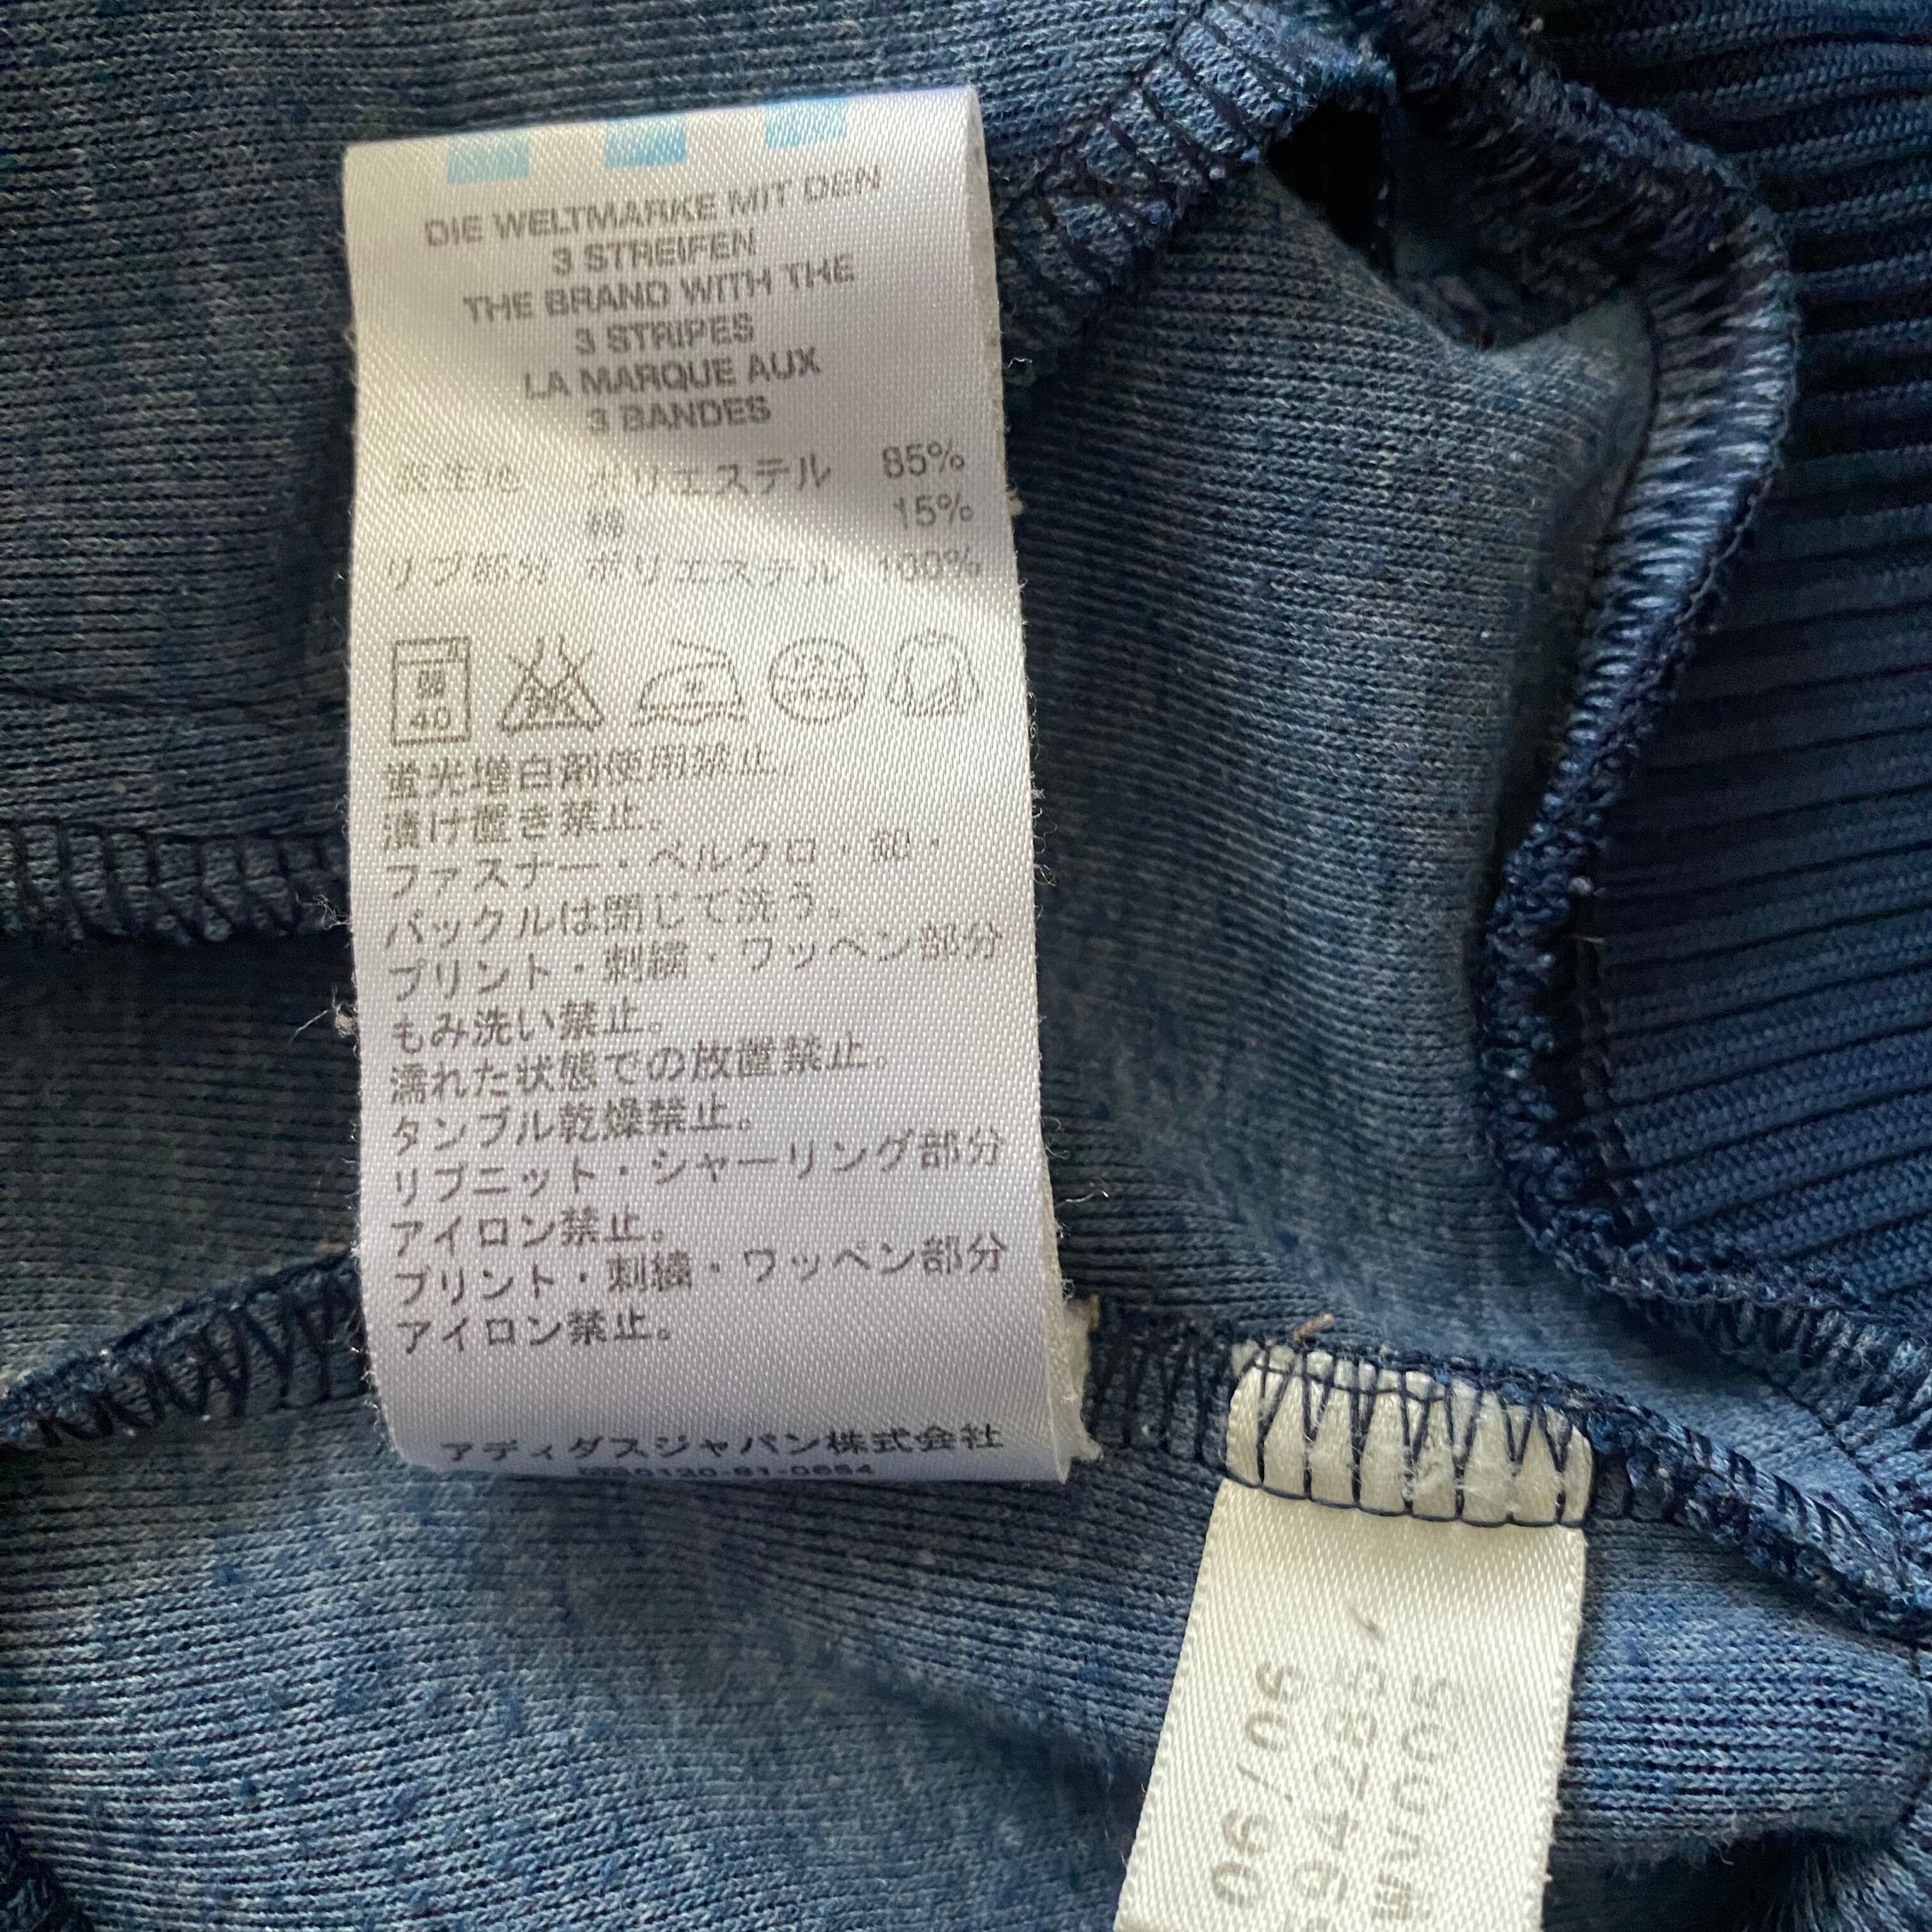 DIE WELTMARKE MIT DEN
3 STREIFEN
THE BRAND WITH THE
3 STRIPES
LA MARQUE AUX
3 BANDES
表生地 ポリエステル 85%
綿 15%
リブ部分 ポリエステル 100%
弱
40
蛍光増白剤使用禁止。
漬け置き禁止。
ファスナー・ベルクロ・釦・
バックルは閉じて洗う。
プリント・刺繍・ワッペン部分
もみ洗い禁止。
濡れた状態での放置禁止。
タンブル乾燥禁止。
リブニット・シャーリング部分
アイロン禁止。
プリント・刺繍・ワッペン部分
アイロン禁止。
アディダスジャパン株式会社
06/06
WV005